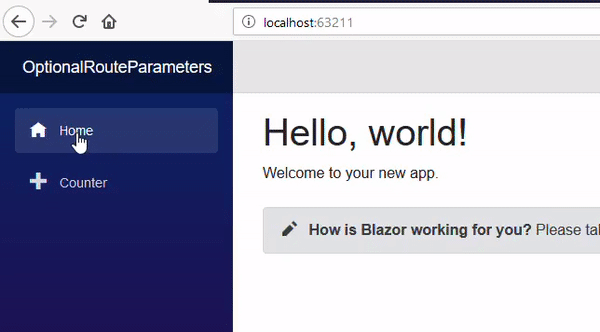 localhost:63211
OptionalRouteParameters
Home
Counter
Hello, world!
Welcome to your new app.
How is Blazor working for you? Please